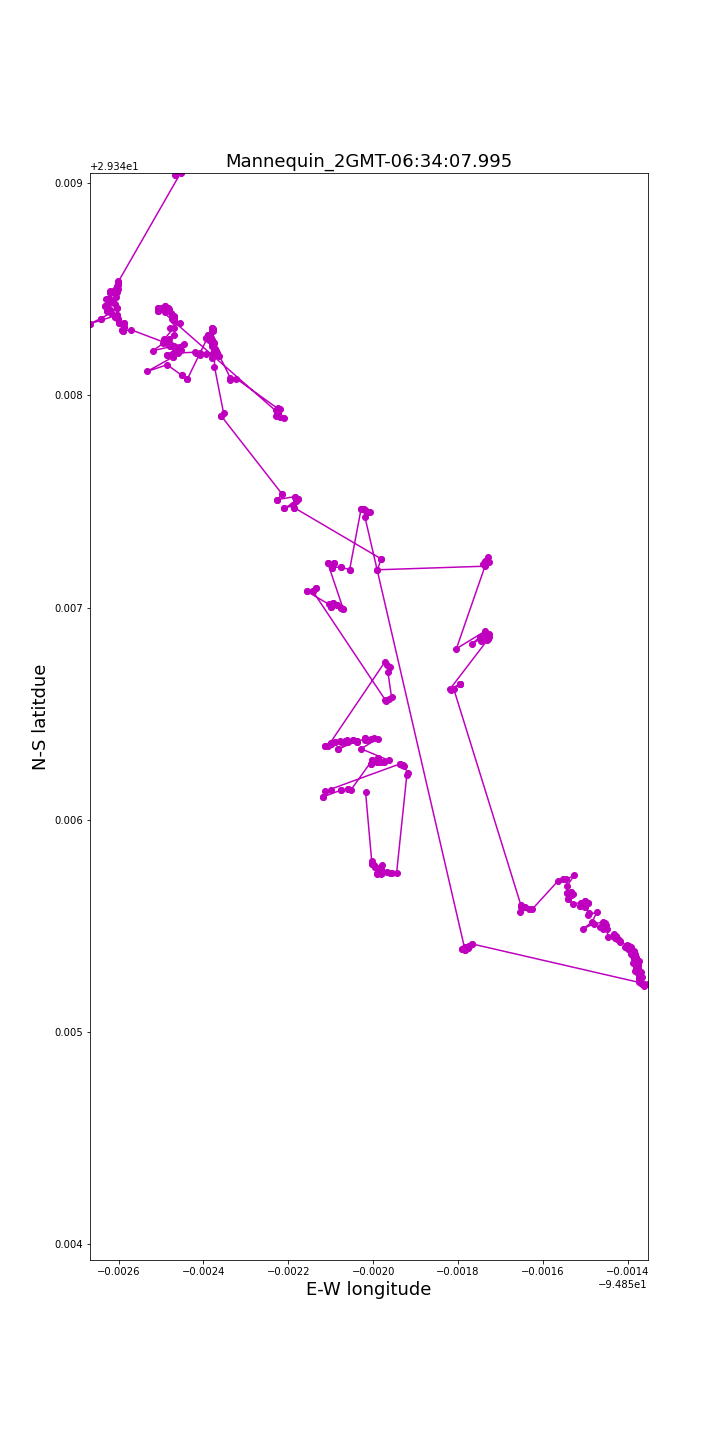 Mannequin_2GMT-06:34:07.995
+2.934e1
0.009
0.008
0.007
0.006
0.005
0.004
N-S latitdue
−0.0026 −0.0024 −0.0022 −0.0020 −0.0018 −0.0016 −0.0014
−9.485e1
E-W longitude